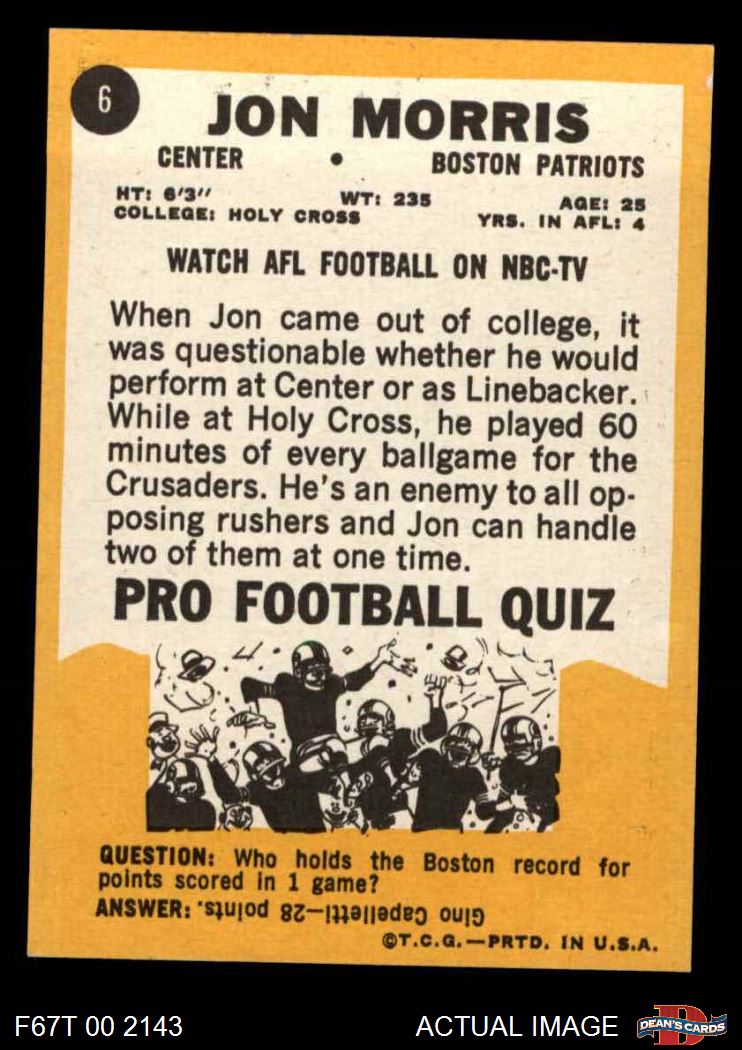 6
JON MORRIS
CENTER • BOSTON PATRIOTS
HT: 6'3" WT: 235 AGE: 25
COLLEGE: HOLY CROSS YRS. IN AFL: 4
WATCH AFL FOOTBALL ON NBC-TV
When Jon came out of college, it
was questionable whether he would
perform at Center or as Linebacker.
While at Holy Cross, he played 60
minutes of every ballgame for the
Crusaders. He's an enemy to all op-
posing rushers and Jon can handle
two of them at one time.
PRO FOOTBALL QUIZ
QUESTION: Who holds the Boston record for
points scored in 1 game?
ANSWER: Gino Capelletti—28 points.
©T.C.G.—PRTD. IN U.S.A.
F67T 00 2143 ACTUAL IMAGE DEAN'S CARDS